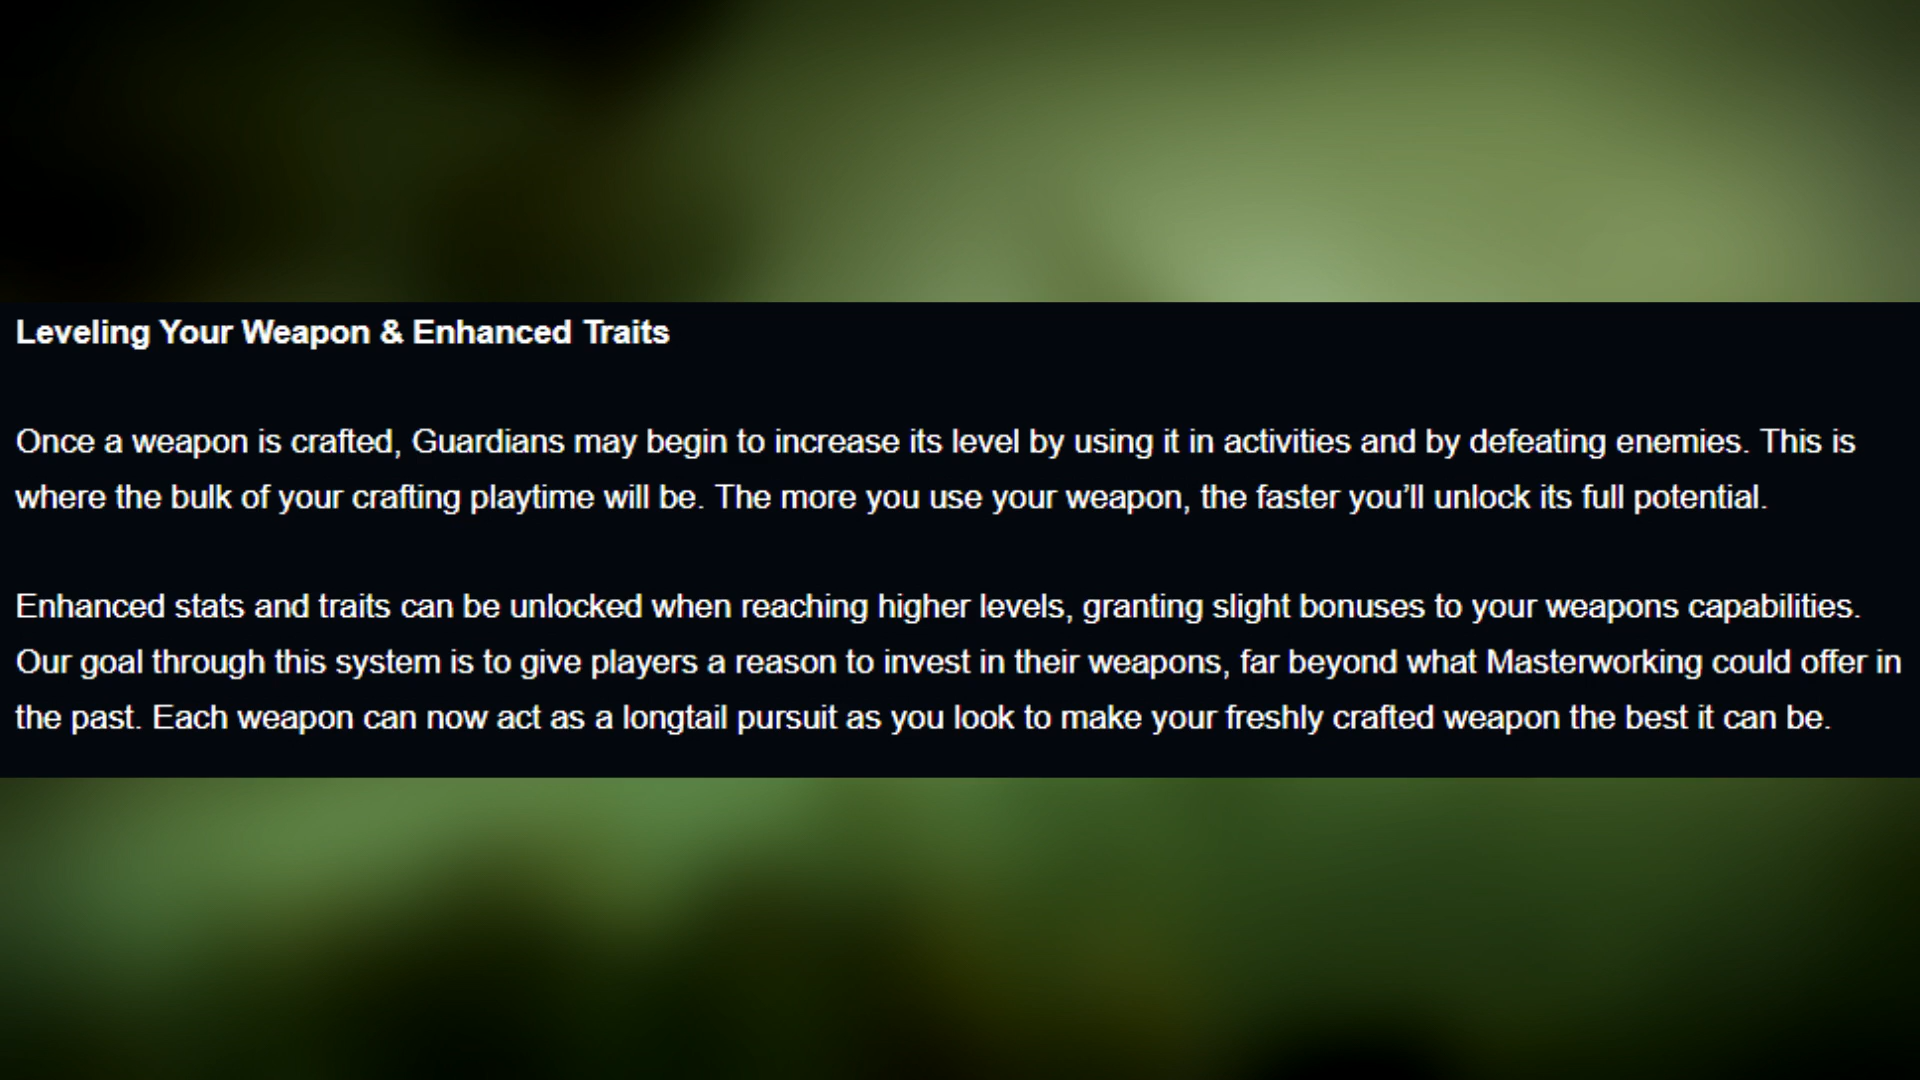 Leveling Your Weapon & Enhanced Traits
Once a weapon is crafted, Guardians may begin to increase its level by using it in activities and by defeating enemies. This is
where the bulk of your crafting playtime will be. The more you use your weapon, the faster you’ll unlock its full potential.
Enhanced stats and traits can be unlocked when reaching higher levels, granting slight bonuses to your weapons capabilities.
Our goal through this system is to give players a reason to invest in their weapons, far beyond what Masterworking could offer in
the past. Each weapon can now act as a longtail pursuit as you look to make your freshly crafted weapon the best it can be.